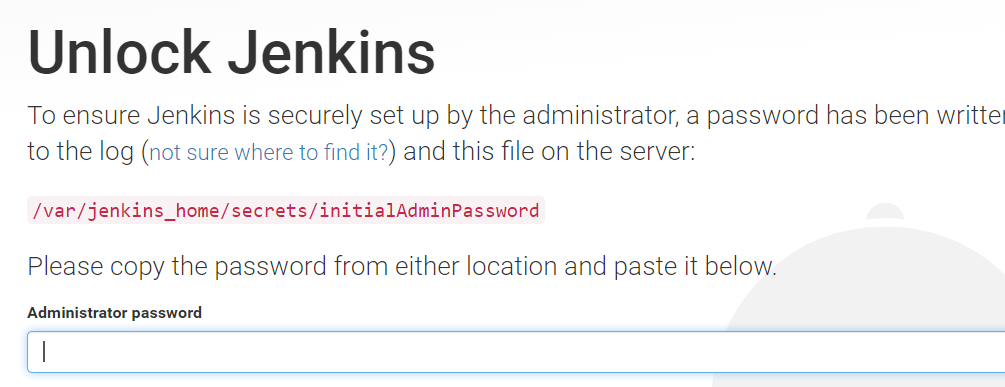 Unlock Jenkins
To ensure Jenkins is securely set up by the administrator, a password has been written
to the log (not sure where to find it?) and this file on the server:
/var/jenkins_home/secrets/initialAdminPassword
Please copy the password from either location and paste it below.
Administrator password